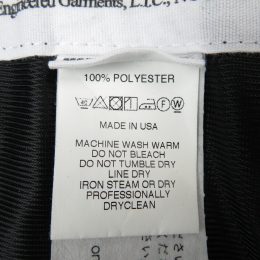 Engineered Garments, L.L.C., N
100% POLYESTER
MADE IN USA
MACHINE WASH WARM
DO NOT BLEACH
DO NOT TUMBLE DRY
LINE DRY
IRON STEAM OR DRY
PROFESSIONALLY
DRYCLEAN